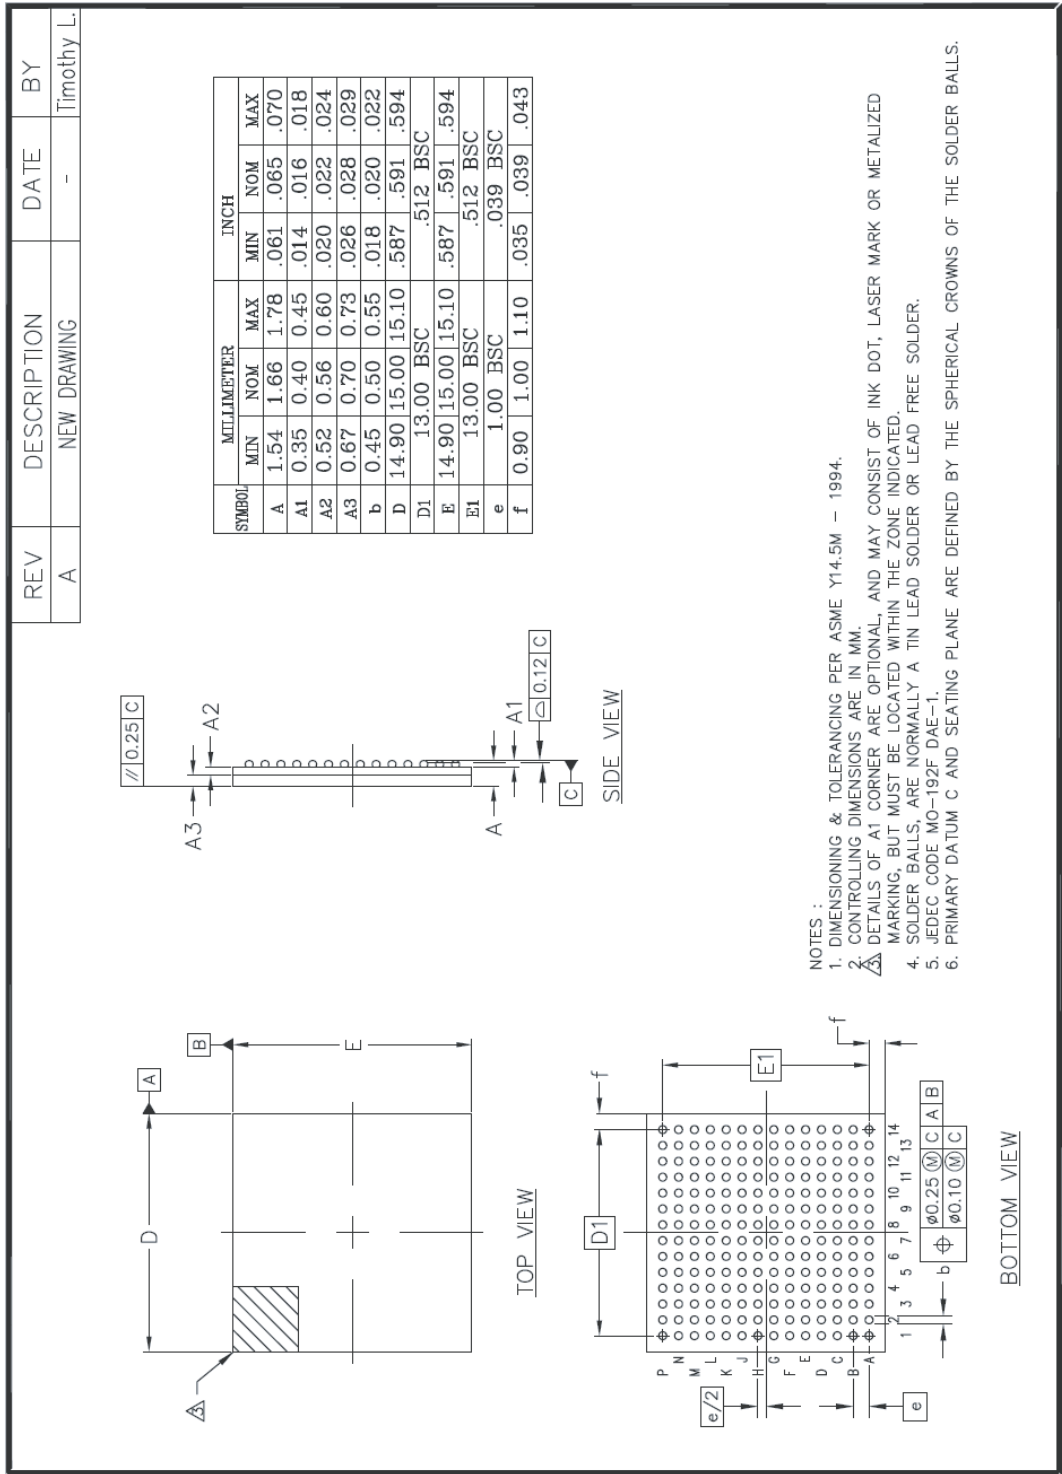 REV DESCRIPTION DATE BY
A NEW DRAWING - Timothy L.
// 0.25 C
A3
A2
A
A1
0.12 C
C
SIDE VIEW
SYMBOL MILLIMETER INCH
MIN NOM MAX MIN NOM MAX
A 1.54 1.66 1.78 .061 .065 .070
A1 0.35 0.40 0.45 .014 .016 .018
A2 0.52 0.56 0.60 .020 .022 .024
A3 0.67 0.70 0.73 .026 .028 .029
b 0.45 0.50 0.55 .018 .020 .022
D 14.90 15.00 15.10 .587 .591 .594
D1 13.00 BSC .512 BSC
E 14.90 15.00 15.10 .587 .591 .594
E1 13.00 BSC .512 BSC
e 1.00 BSC .039 BSC
f 0.90 1.00 1.10 .035 .039 .043
3
D
A
B
E
TOP VIEW
D1
f
E1
f
e/2
e
P
N
M
L
K
J
H
G
F
E
D
C
B
A
1 2 3 4 5 6 7 8 9 10 11 12 13 14
b ⌖ ø0.25 Ⓜ C A B
ø0.10 Ⓜ C
BOTTOM VIEW
NOTES :
1. DIMENSIONING & TOLERANCING PER ASME Y14.5M – 1994.
2. CONTROLLING DIMENSIONS ARE IN MM.
3. DETAILS OF A1 CORNER ARE OPTIONAL, AND MAY CONSIST OF INK DOT, LASER MARK OR METALIZED
MARKING, BUT MUST BE LOCATED WITHIN THE ZONE INDICATED.
4. SOLDER BALLS, ARE NORMALLY A TIN LEAD SOLDER OR LEAD FREE SOLDER.
5. JEDEC CODE MO–192F DAE–1.
6. PRIMARY DATUM C AND SEATING PLANE ARE DEFINED BY THE SPHERICAL CROWNS OF THE SOLDER BALLS.